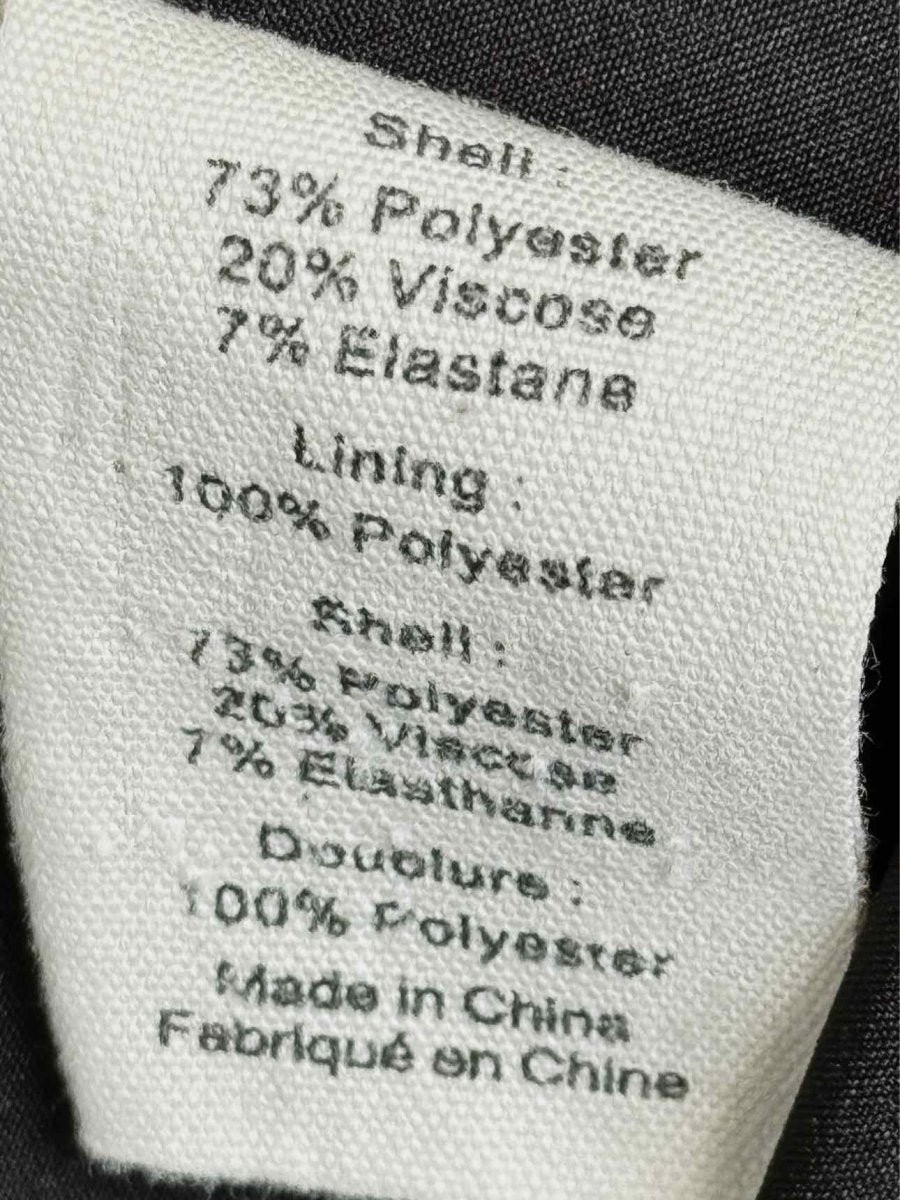 Shell :
73% Polyester
20% Viscose
7% Elastane
Lining :
100% Polyester
Shell :
73% Polyester
20% Viscose
7% Elasthanne
Doublure :
100% Polyester
Made in China
Fabriqué en Chine